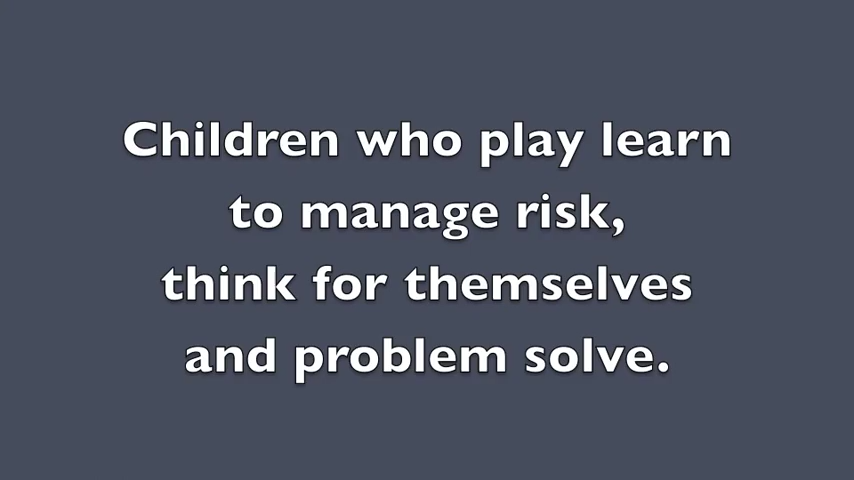 Children who play learn
to manage risk,
think for themselves
and problem solve.